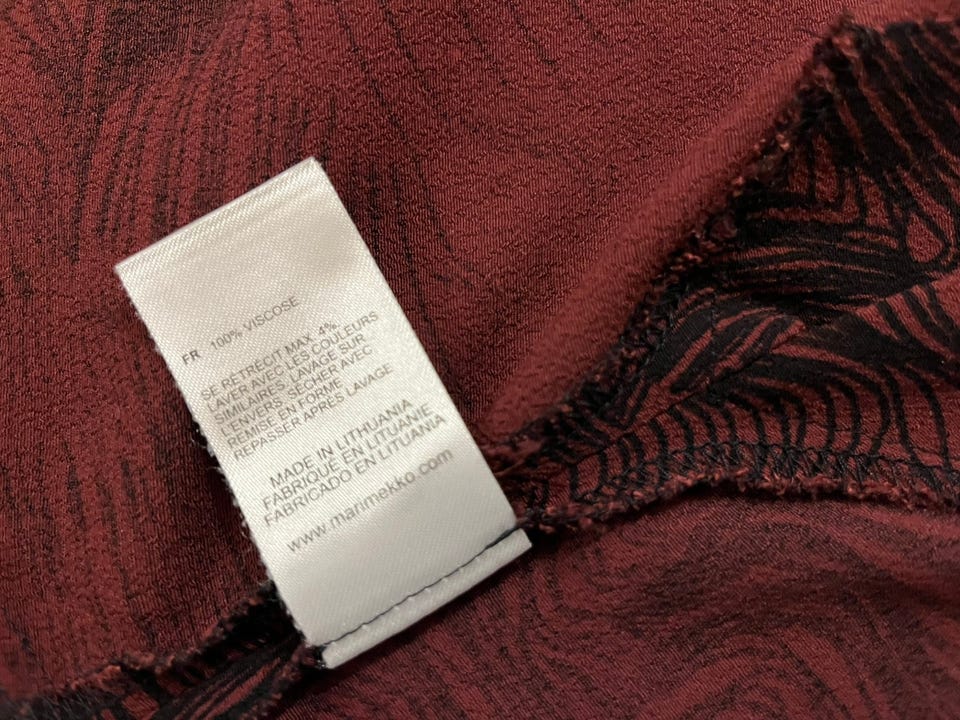 FR 100% VISCOSE
SE RETRECIT MAX. 4%
LAVER AVEC LES COULEURS
SIMILAIRES, LAVAGE SUR
L'ENVERS, SÉCHER AVEC
REMISE EN FORME
REPASSER APRÈS LAVAGE
MADE IN LITHUANIA
FABRIQUÉ EN LITUANIE
FABRICADO EN LITUANIA
www.marimekko.com